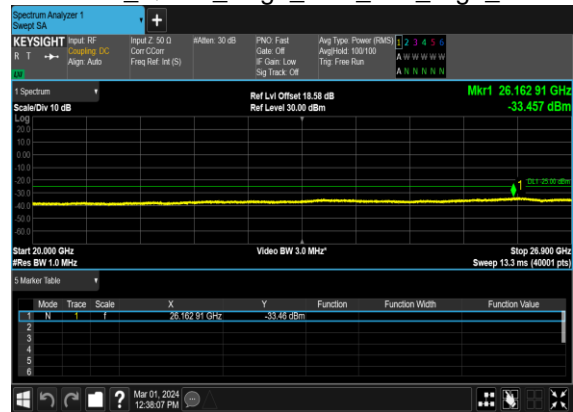 Spectrum Analyzer 1
Swept SA
+
KEYSIGHT Input: RF Input Z: 50 Ω #Atten: 30 dB PNO: Fast Avg Type: Power (RMS) 1 2 3 4 5 6
R T Coupling: DC Corr CCorr Gate: Off Avg|Hold: 100/100 A W W W W W
Align: Auto Freq Ref: Int (S) IF Gain: Low Trig: Free Run A N N N N N
LXI Sig Track: Off
1 Spectrum Ref Lvl Offset 18.58 dB Mkr1 26.162 91 GHz
Scale/Div 10 dB Ref Level 30.00 dBm -33.457 dBm
Log
20.0
10.0
0.00
-10.0
-20.0
1 DL1 -25.00 dBm
-30.0
-40.0
-50.0
-60.0
Start 20.000 GHz Video BW 3.0 MHz* Stop 26.900 GHz
#Res BW 1.0 MHz Sweep 13.3 ms (40001 pts)
5 Marker Table
Mode Trace Scale X Y Function Function Width Function Value
1 N 1 f 26.162 91 GHz -33.46 dBm
2
3
4
5
6
? Mar 01, 2024
12:38:07 PM